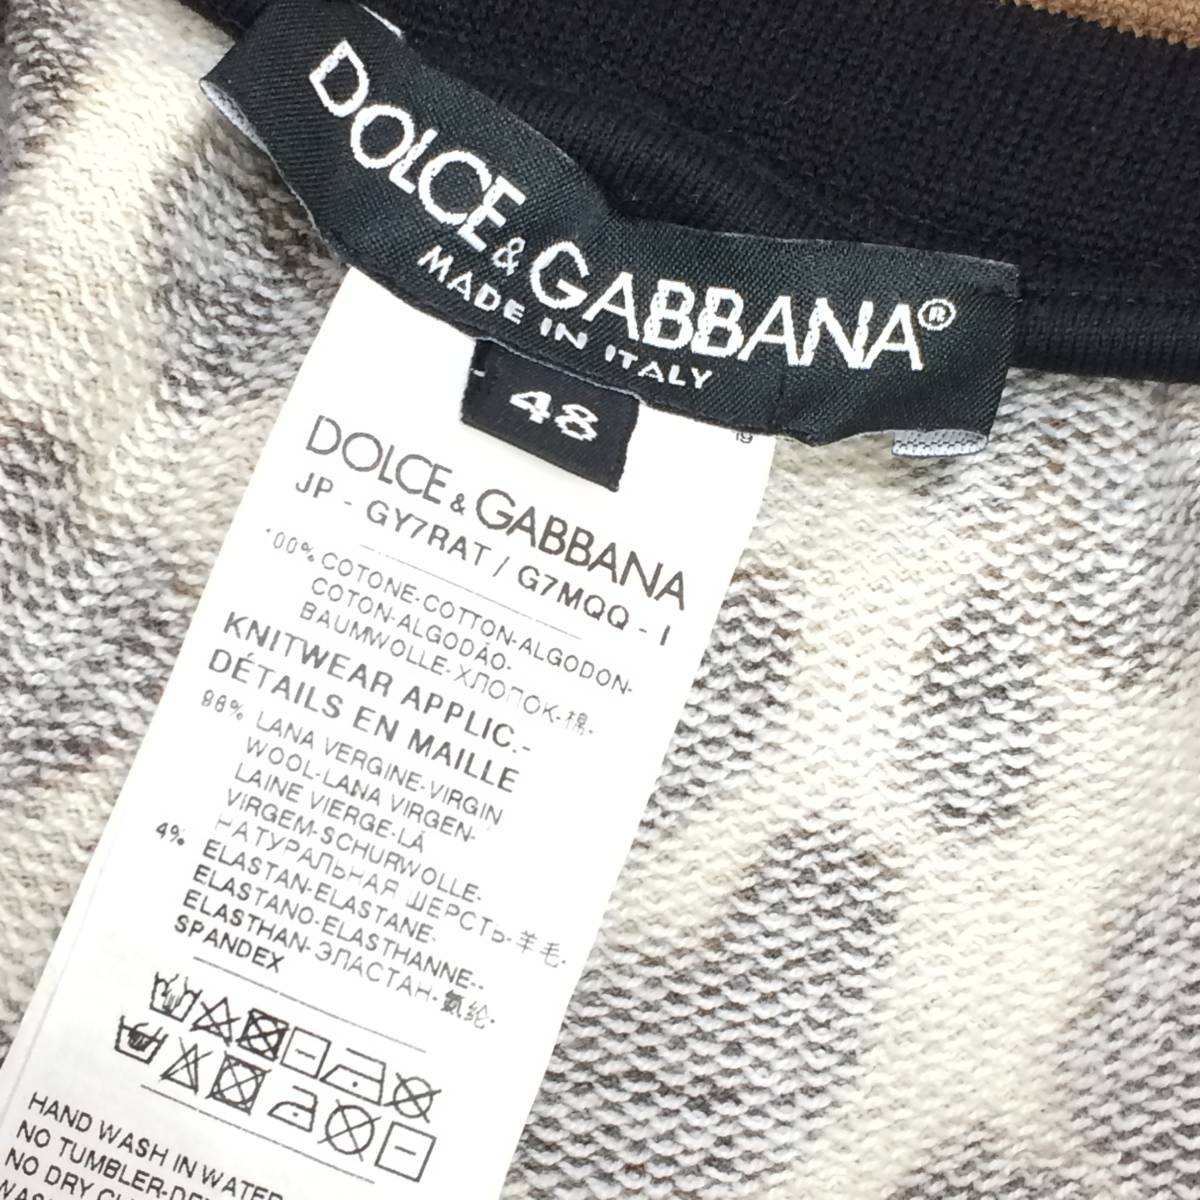 DOLCE & GABBANA®
MADE IN ITALY
48
19
DOLCE & GABBANA
JP - GY7RAT / G7MQQ - I
100% COTONE-COTTON-ALGODON-
COTON-ALGODÃO-
BAUMWOLLE-ХЛОПОК-棉-
KNITWEAR APPLIC.-
DÉTAILS EN MAILLE
LANA VERGINE-VIRGIN
WOOL-LANA VIRGEN-
LAINE VIERGE-LÃ
VIRGEM-SCHURWOLLE-
НАТУРАЛЬНАЯ ШЕРСТЬ-羊毛-
4% ELASTAN-ELASTANE-
ELASTANO-ELASTHANNE--
ELASTHAN-ЭЛАСТАН-氨纶-
SPANDEX
HAND WASH IN WATER
NO TUMBLER-
NO DRY